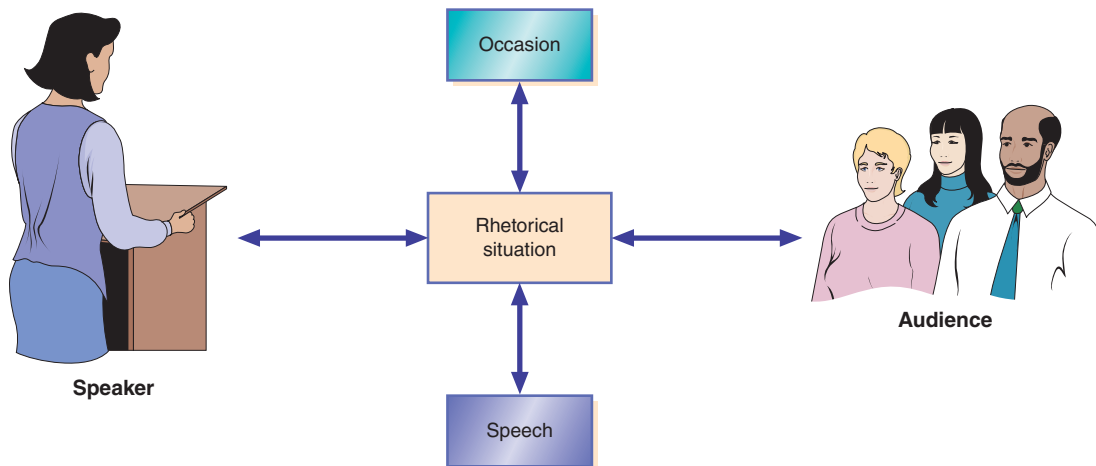 Occasion
Rhetorical
situation
Speaker
Audience
Speech